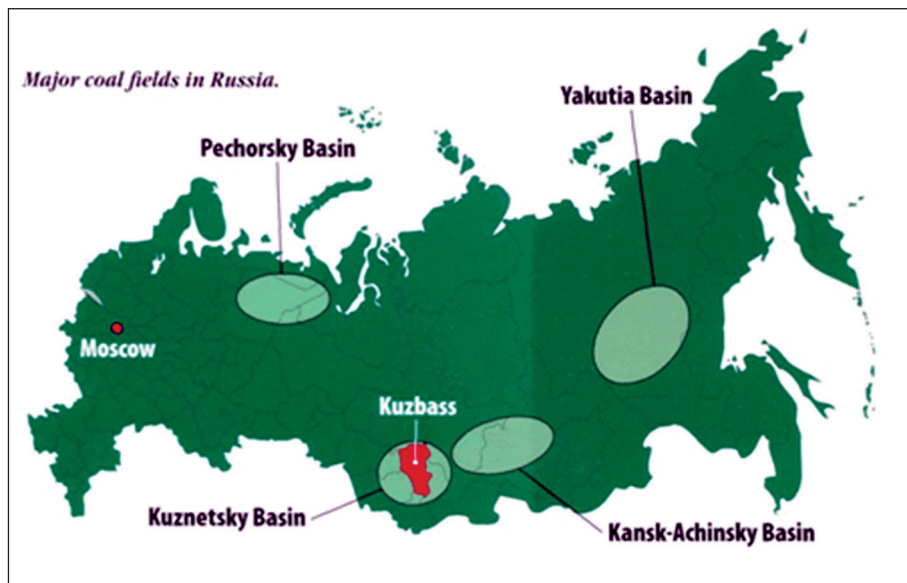 Major coal fields in Russia.
Yakutia Basin
Pechorsky Basin
Moscow
Kuzbass
Kuznetsky Basin
Kansk-Achinsky Basin